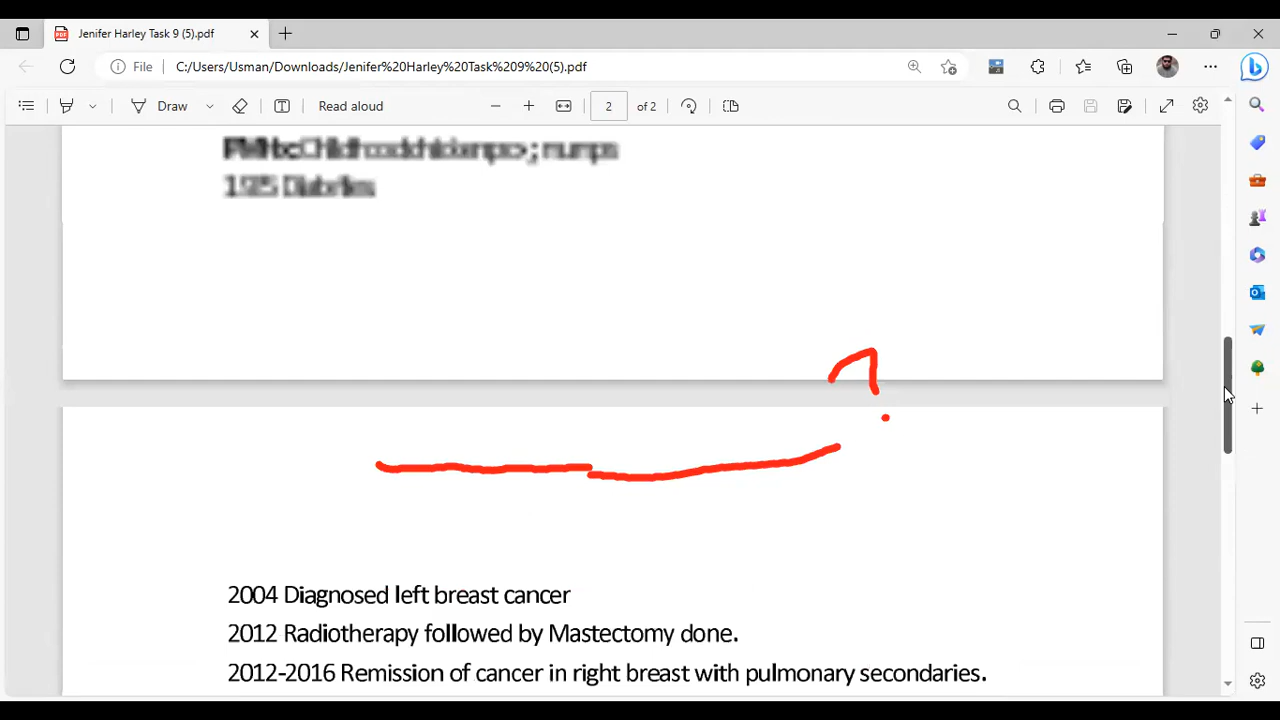 Jenifer Harley Task 9 (5).pdf
File C:/Users/Usman/Downloads/Jenifer%20Harley%20Task%209%20(5).pdf
Draw Read aloud 2 of 2
2004 Diagnosed left breast cancer
2012 Radiotherapy followed by Mastectomy done.
2012-2016 Remission of cancer in right breast with pulmonary secondaries.